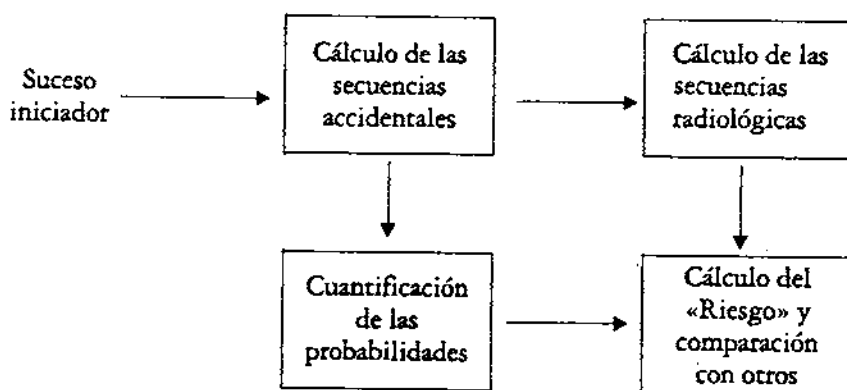 Suceso
iniciador
Cálculo de las
secuencias
accidentales
Cálculo de las
secuencias
radiológicas
Cuantificación
de las
probabilidades
Cálculo del
«Riesgo» y
comparación
con otros